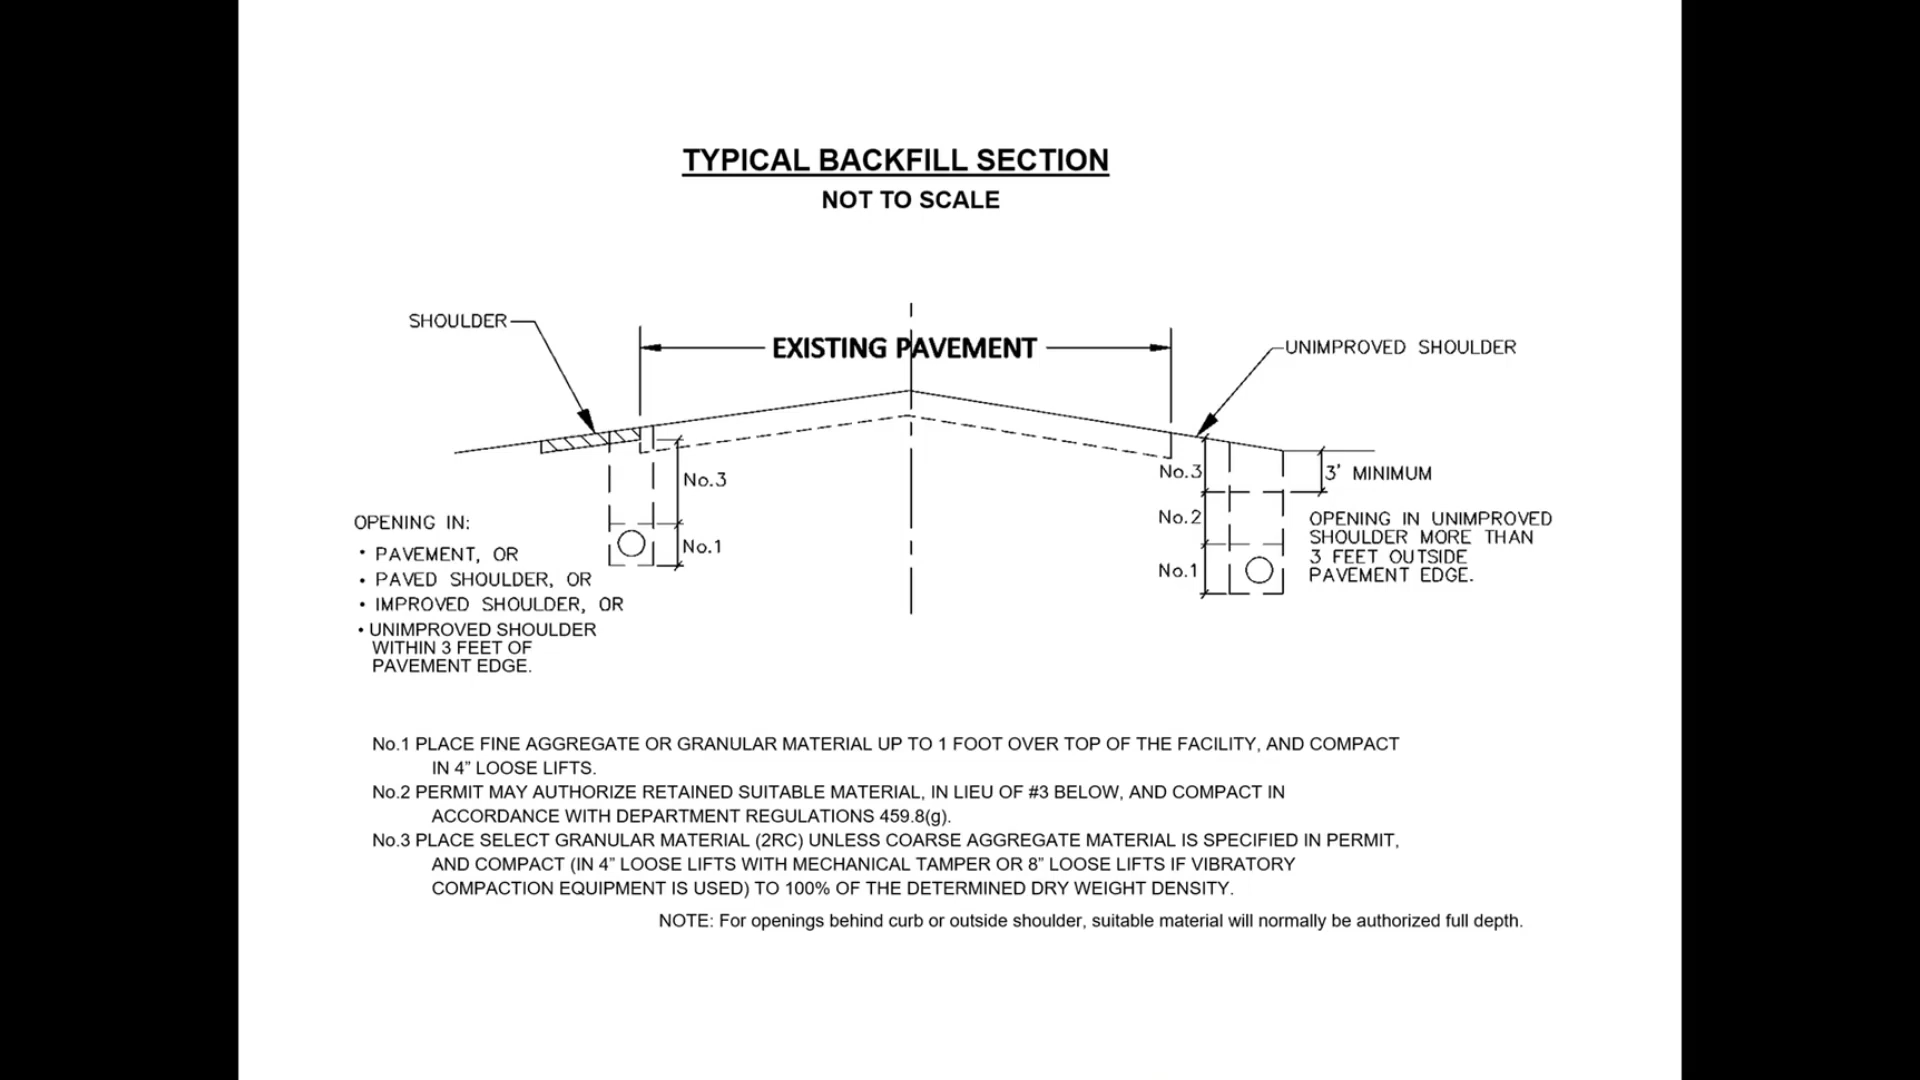 TYPICAL BACKFILL SECTION
NOT TO SCALE
SHOULDER
EXISTING PAVEMENT
UNIMPROVED SHOULDER
No.3
No.1
No.3
No.2
No.1
3' MINIMUM
OPENING IN:
• PAVEMENT, OR
• PAVED SHOULDER, OR
• IMPROVED SHOULDER, OR
• UNIMPROVED SHOULDER
WITHIN 3 FEET OF
PAVEMENT EDGE.
OPENING IN UNIMPROVED
SHOULDER MORE THAN
3 FEET OUTSIDE
PAVEMENT EDGE.
No.1 PLACE FINE AGGREGATE OR GRANULAR MATERIAL UP TO 1 FOOT OVER TOP OF THE FACILITY, AND COMPACT
IN 4” LOOSE LIFTS.
No.2 PERMIT MAY AUTHORIZE RETAINED SUITABLE MATERIAL, IN LIEU OF #3 BELOW, AND COMPACT IN
ACCORDANCE WITH DEPARTMENT REGULATIONS 459.8(g).
No.3 PLACE SELECT GRANULAR MATERIAL (2RC) UNLESS COARSE AGGREGATE MATERIAL IS SPECIFIED IN PERMIT,
AND COMPACT (IN 4” LOOSE LIFTS WITH MECHANICAL TAMPER OR 8” LOOSE LIFTS IF VIBRATORY
COMPACTION EQUIPMENT IS USED) TO 100% OF THE DETERMINED DRY WEIGHT DENSITY.
NOTE: For openings behind curb or outside shoulder, suitable material will normally be authorized full depth.